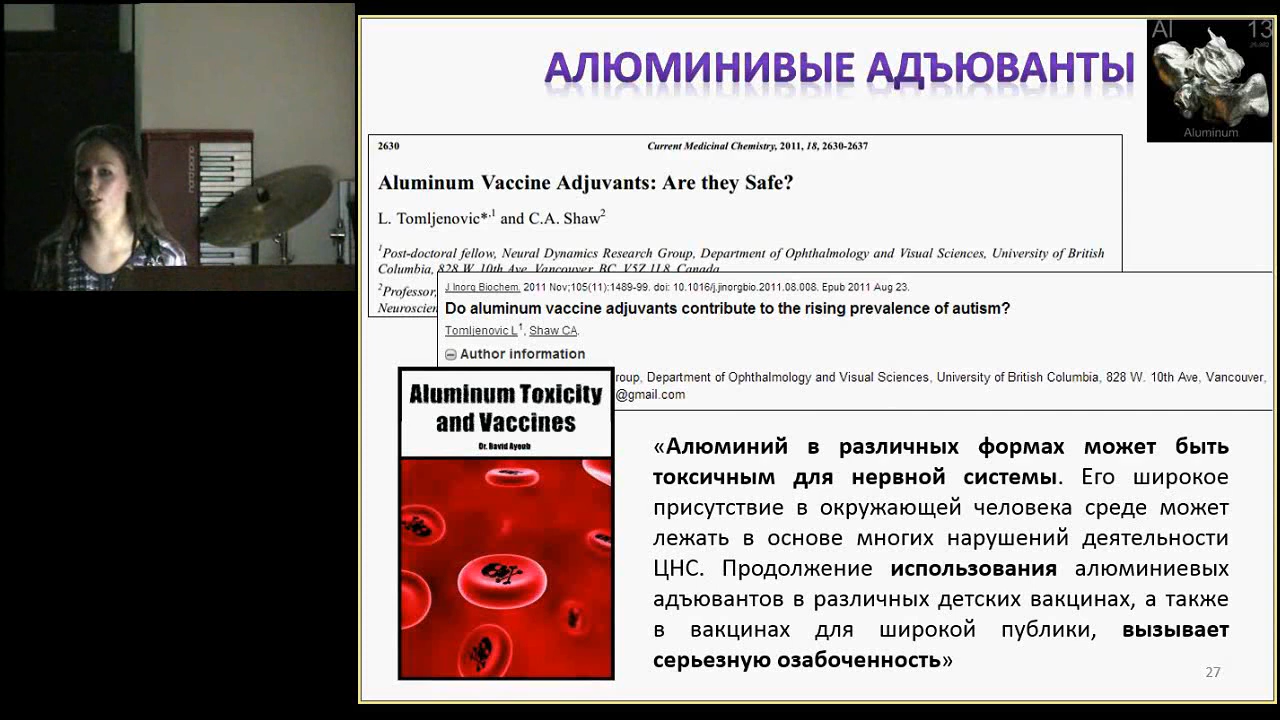 АЛЮМИНИВЫЕ АДЪЮВАНТЫ
Al 13
Aluminum
2630 Current Medicinal Chemistry, 2011, 18, 2630-2637
Aluminum Vaccine Adjuvants: Are they Safe?
L. Tomljenovic*,1 and C.A. Shaw2
1Post-doctoral fellow, Neural Dynamics Research Group, Department of Ophthalmology and Visual Sciences, University of British
Columbia, 828 W. 10th Ave, Vancouver, BC, V5Z 1L8, Canada
2Professor,
Neuroscien
J Inorg Biochem. 2011 Nov;105(11):1489-99. doi: 10.1016/j.jinorgbio.2011.08.008. Epub 2011 Aug 23.
Do aluminum vaccine adjuvants contribute to the rising prevalence of autism?
Tomljenovic L1, Shaw CA.
Author information
roup, Department of Ophthalmology and Visual Sciences, University of British Columbia, 828 W. 10th Ave, Vancouver,
@gmail.com
Aluminum Toxicity
and Vaccines
Dr. David Ayoub
«Алюминий в различных формах может быть
токсичным для нервной системы. Его широкое
присутствие в окружающей человека среде может
лежать в основе многих нарушений деятельности
ЦНС. Продолжение использования алюминиевых
адъювантов в различных детских вакцинах, а также
в вакцинах для широкой публики, вызывает
серьезную озабоченность»
27